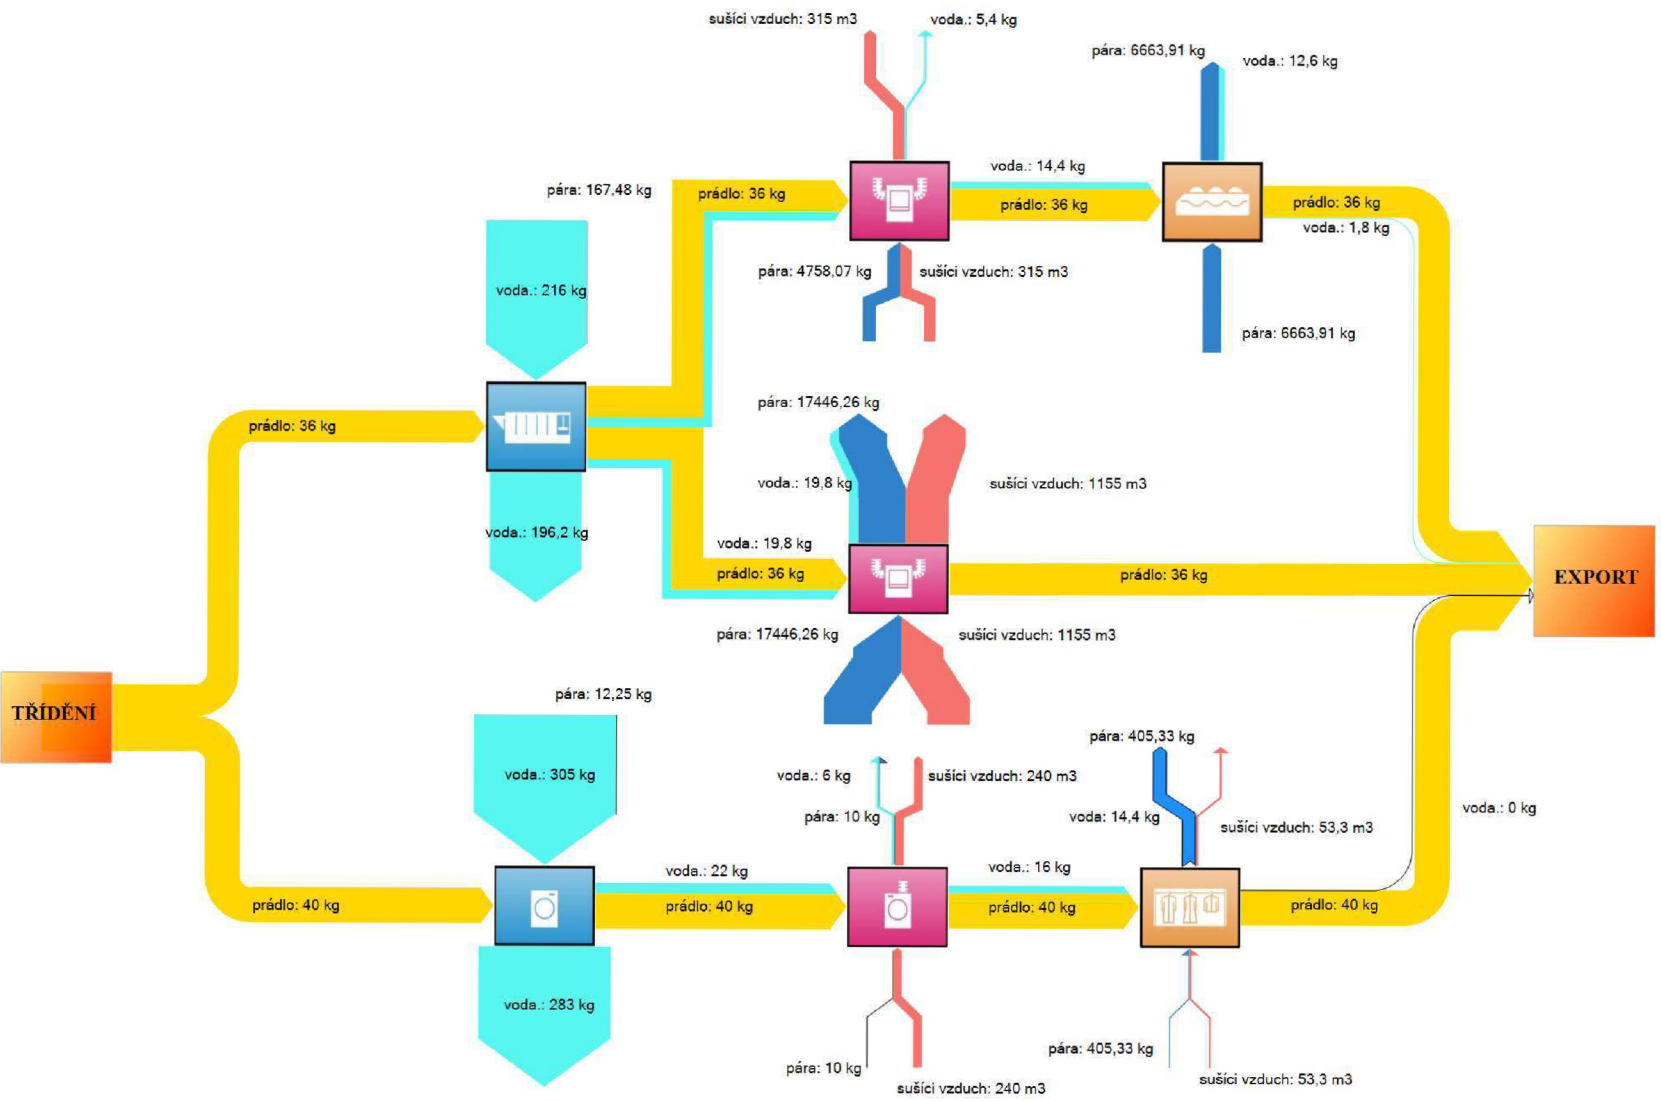 sušíci vzduch: 315 m3
voda.: 5,4 kg
pára: 6663,91 kg
voda.: 12,6 kg
pára: 167,48 kg
prádlo: 36 kg
voda.: 14,4 kg
prádlo: 36 kg
prádlo: 36 kg
voda.: 1,8 kg
pára: 4758,07 kg
sušíci vzduch: 315 m3
voda.: 216 kg
pára: 6663,91 kg
pára: 17446,26 kg
prádlo: 36 kg
voda.: 19,8 kg
sušíci vzduch: 1155 m3
voda.: 196,2 kg
voda.: 19,8 kg
prádlo: 36 kg
prádlo: 36 kg
EXPORT
pára: 17446,26 kg
sušíci vzduch: 1155 m3
TŘÍDĚNÍ
pára: 12,25 kg
pára: 405,33 kg
voda.: 305 kg
voda.: 6 kg
sušíci vzduch: 240 m3
pára: 10 kg
voda: 14,4 kg
sušíci vzduch: 53,3 m3
voda.: 0 kg
voda.: 22 kg
voda.: 16 kg
prádlo: 40 kg
prádlo: 40 kg
prádlo: 40 kg
prádlo: 40 kg
voda.: 283 kg
pára: 10 kg
sušíci vzduch: 240 m3
pára: 405,33 kg
sušíci vzduch: 53,3 m3